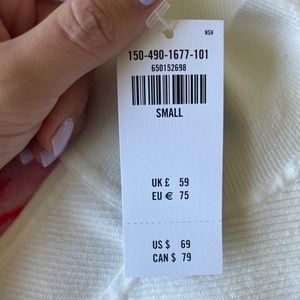 NSH
150-490-1677-101
650152698
SMALL
UK £ 59
EU € 75
US $ 69
CAN $ 79